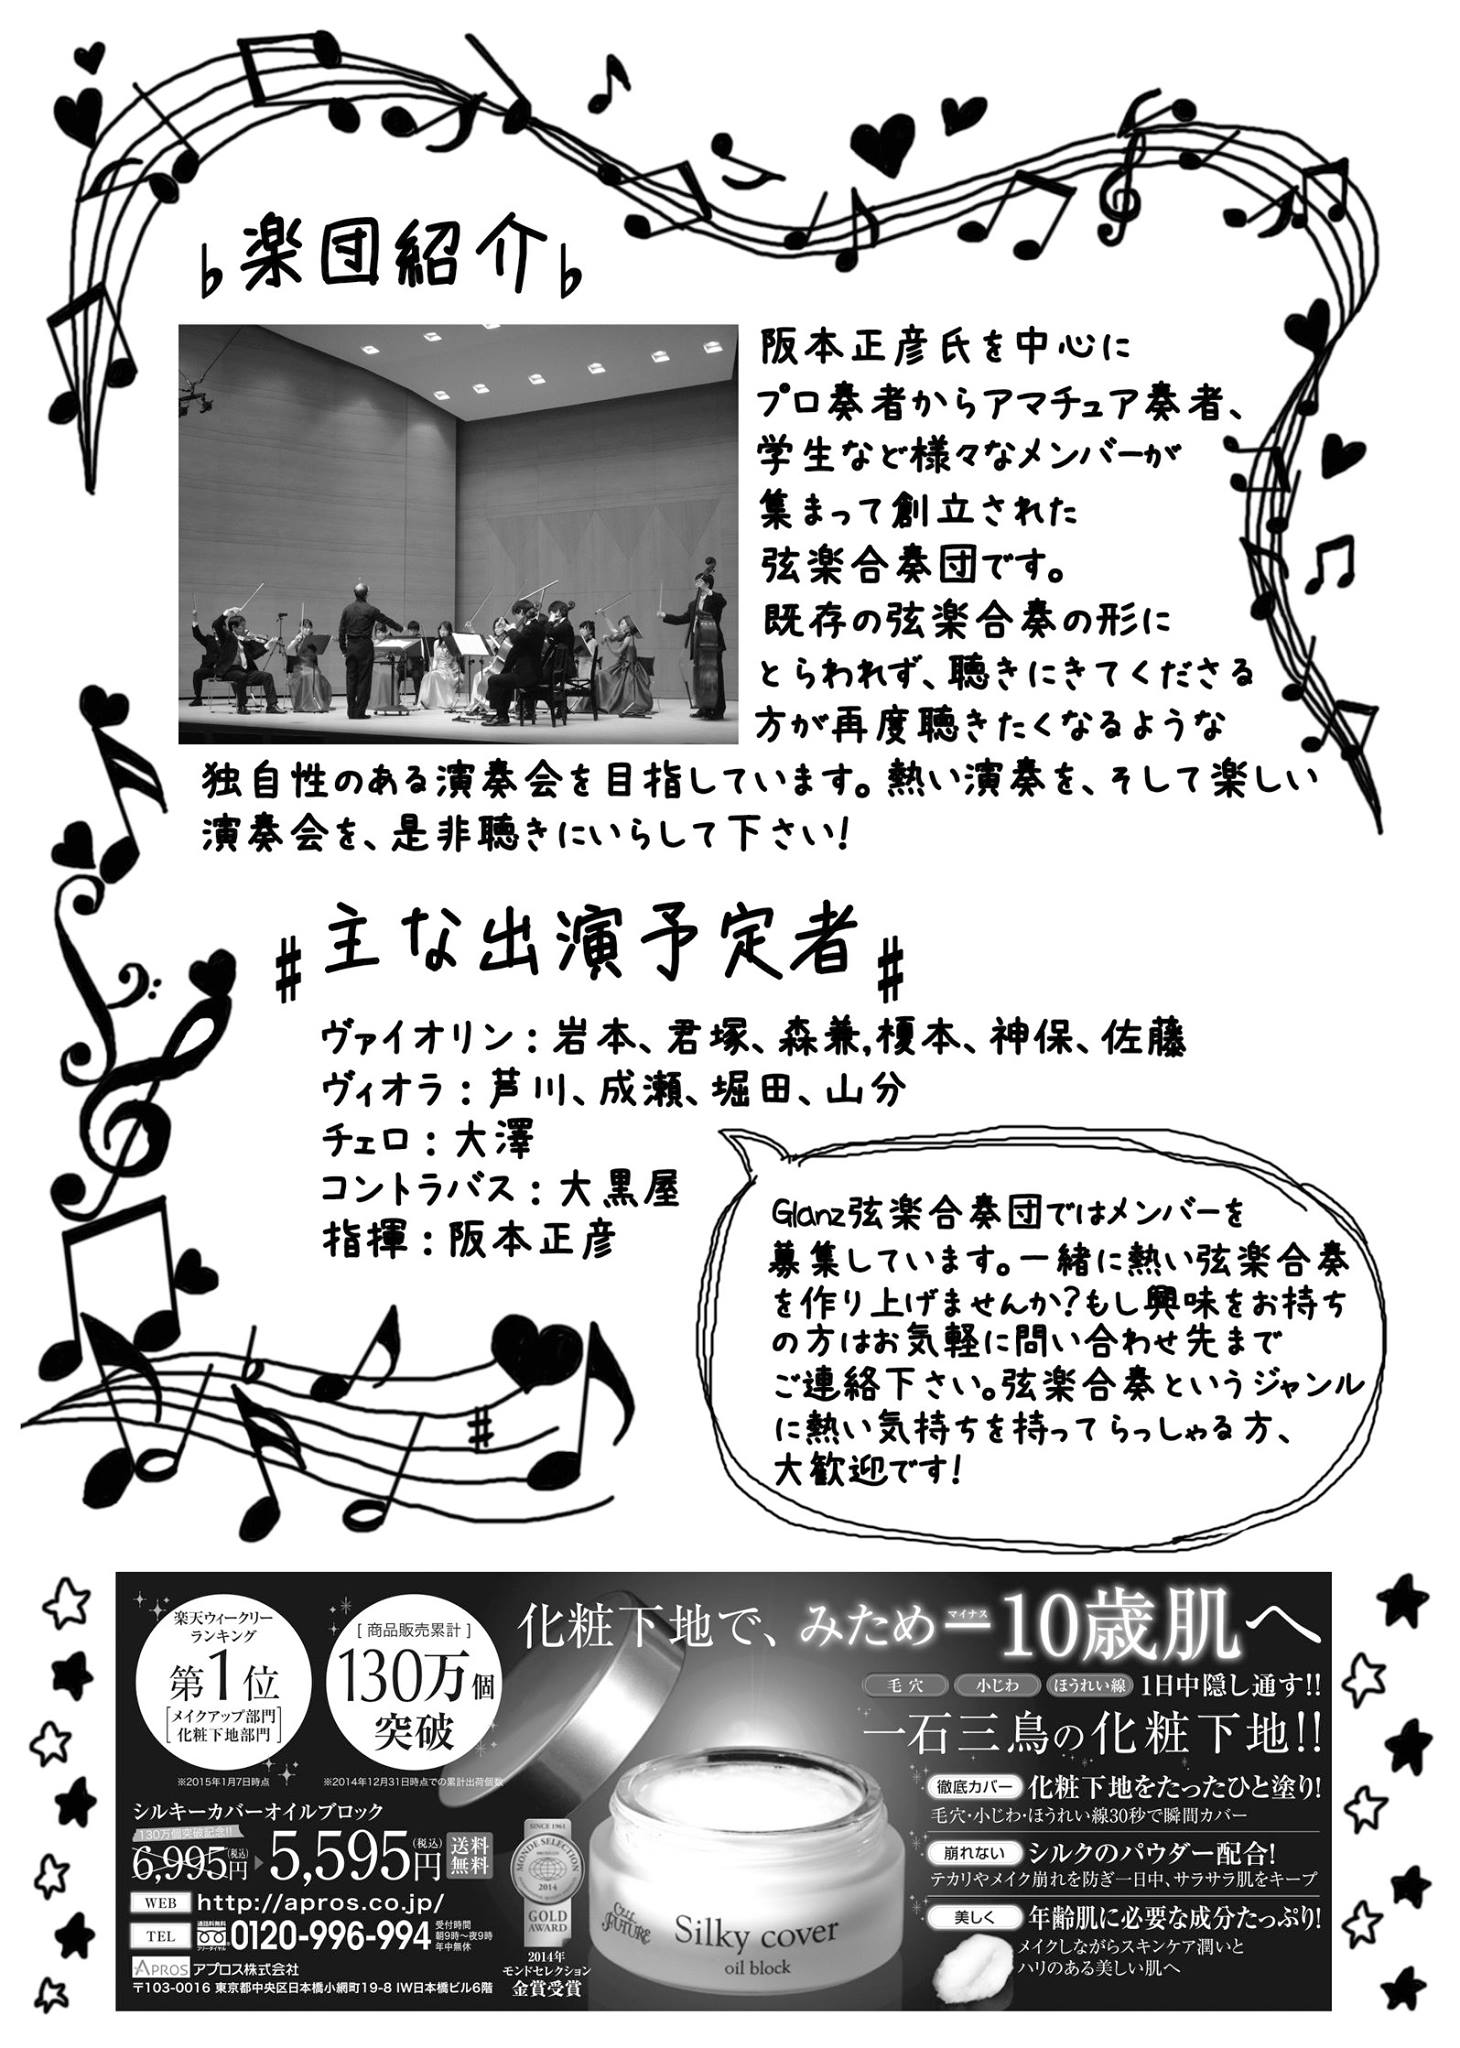 ♭楽団紹介♭
阪本正彦氏を中心に
プロ奏者からアマチュア奏者、
学生など様々なメンバーが
集まって創立された
弦楽合奏団です。
既存の弦楽合奏の形に
とらわれず、聴きにきてくださる
方が再度聴きたくなるような
独自性のある演奏会を目指しています。熱い演奏を、そして楽しい
演奏会を、是非聴きにいらして下さい!
♯主な出演予定者♯
ヴァイオリン:岩本、君塚、森兼,榎本、神保、佐藤
ヴィオラ:芦川、成瀬、堀田、山分
チェロ:大澤
コントラバス:大黒屋
指揮:阪本正彦
Glanz弦楽合奏団ではメンバーを
募集しています。一緒に熱い弦楽合奏
を作り上げませんか?もし興味をお持ち
の方はお気軽に問い合わせ先まで
ご連絡下さい。弦楽合奏というジャンル
に熱い気持ちを持ってらっしゃる方、
大歓迎です!
楽天ウィークリー
ランキング
第1位
[メイクアップ部門
化粧下地部門]
※2015年1月7日時点
[商品販売累計]
130万個
突破
※2014年12月31日時点での累計出荷個数
化粧下地で、みためマイナスー10歳肌へ
毛穴 小じわ ほうれい線 1日中隠し通す!!
一石三鳥の化粧下地!!
徹底カバー 化粧下地をたったひと塗り!
毛穴・小じわ・ほうれい線30秒で瞬間カバー
崩れない シルクのパウダー配合!
テカリやメイク崩れを防ぎ一日中、サラサラ肌をキープ
美しく 年齢肌に必要な成分たっぷり!
メイクしながらスキンケア潤いと
ハリのある美しい肌へ
シルキーカバーオイルブロック
130万個突破記念!!
6,995円(税込) 5,595円(税込) 送料無料
WEB http://apros.co.jp/
TEL 通話料無料 フリーダイヤル 0120-996-994 受付時間 朝9時~夜9時 年中無休
APROS アプロス株式会社
〒103-0016 東京都中央区日本橋小網町19-8 IW日本橋ビル6階
SINCE 1961
MONDE SELECTION
2014
GOLD
AWARD
2014年
モンドセレクション
金賞受賞
CELL FUTURE
Silky cover
oil block